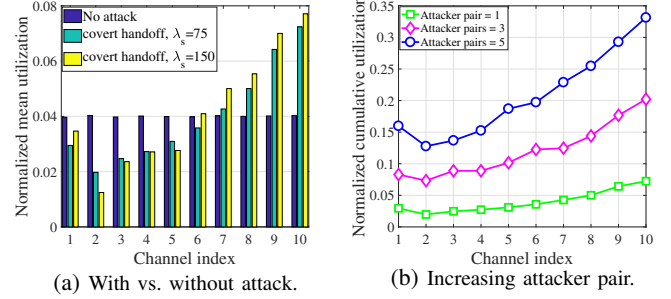 Normalized mean utilization
0.08
0.06
0.04
0.02
0
No attack
covert handoff, λs=75
covert handoff, λs=150
1 2 3 4 5 6 7 8 9 10
Channel index
(a) With vs. without attack.
Normalized cumulative utilization
0.35
0.3
0.25
0.2
0.15
0.1
0.05
0
Attacker pair = 1
Attacker pairs = 3
Attacker pairs = 5
1 2 3 4 5 6 7 8 9 10
Channel index
(b) Increasing attacker pair.